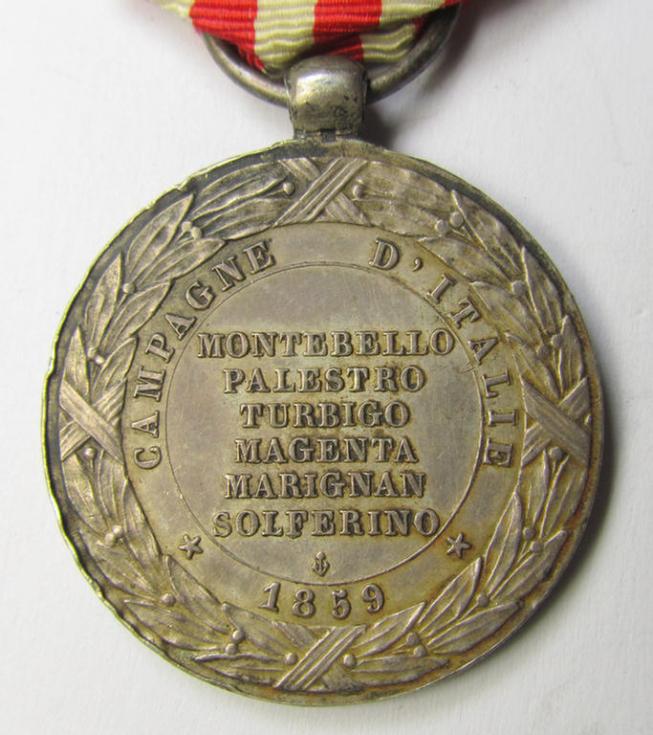 CAMPAGNE D'ITALIE
MONTEBELLO
PALESTRO
TURBIGO
MAGENTA
MARIGNAN
SOLFERINO
1859